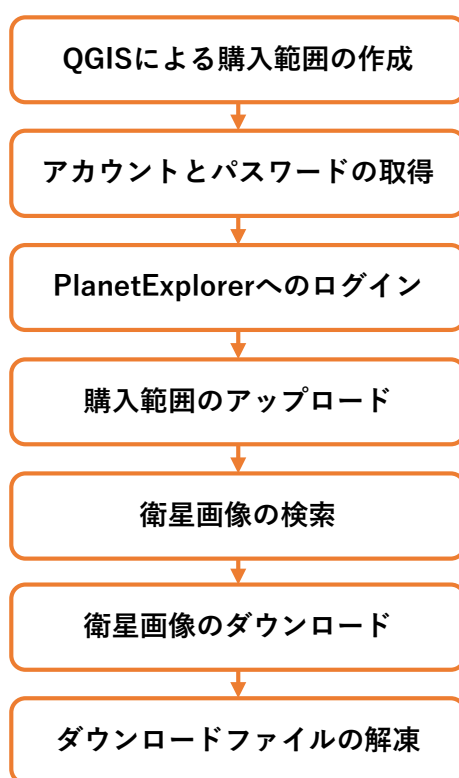 QGISによる購入範囲の作成
アカウントとパスワードの取得
PlanetExplorerへのログイン
購入範囲のアップロード
衛星画像の検索
衛星画像のダウンロード
ダウンロードファイルの解凍